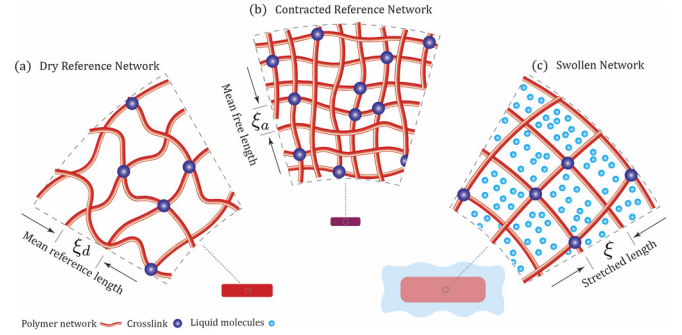 (b) Contracted Reference Network
(a) Dry Reference Network
(c) Swollen Network
Mean free length
ξa
ξd
Mean reference length
ξ
Stretched length
Polymer network Crosslink Liquid molecules